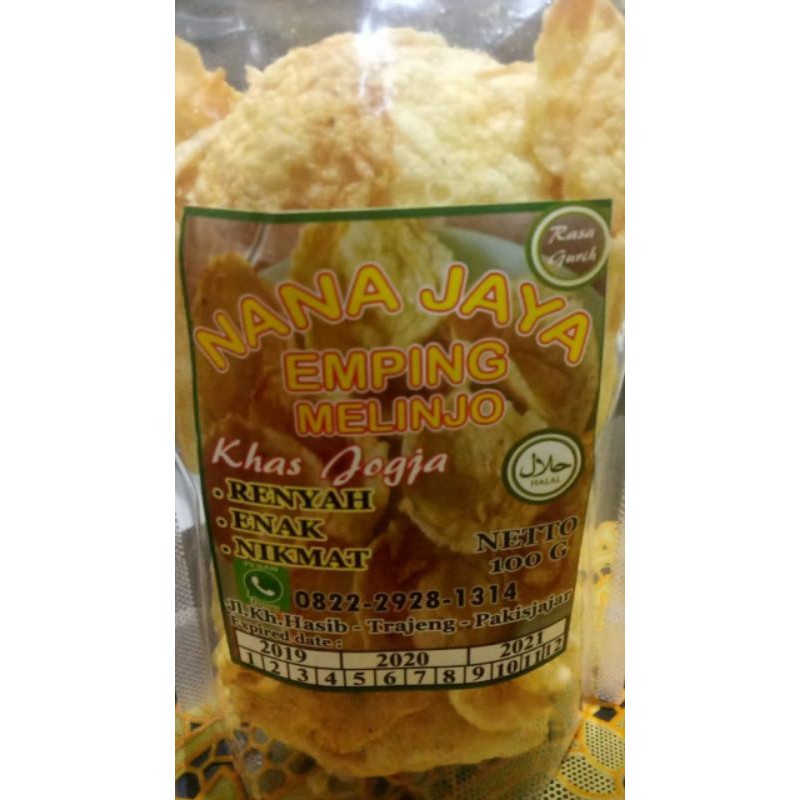 Rasa
Gurih
NANA JAYA
EMPING
MELINJO
Khas Jogja
حلال
HALAL
• RENYAH
• ENAK
• NIKMAT
NETTO
100 G
0822-2928-1314
Jl.Kh.Hasib - Trajeng - Pakisjajar
Expired date :
2019 2020 2021
1 2 3 4 5 6 7 8 9 10 11 12